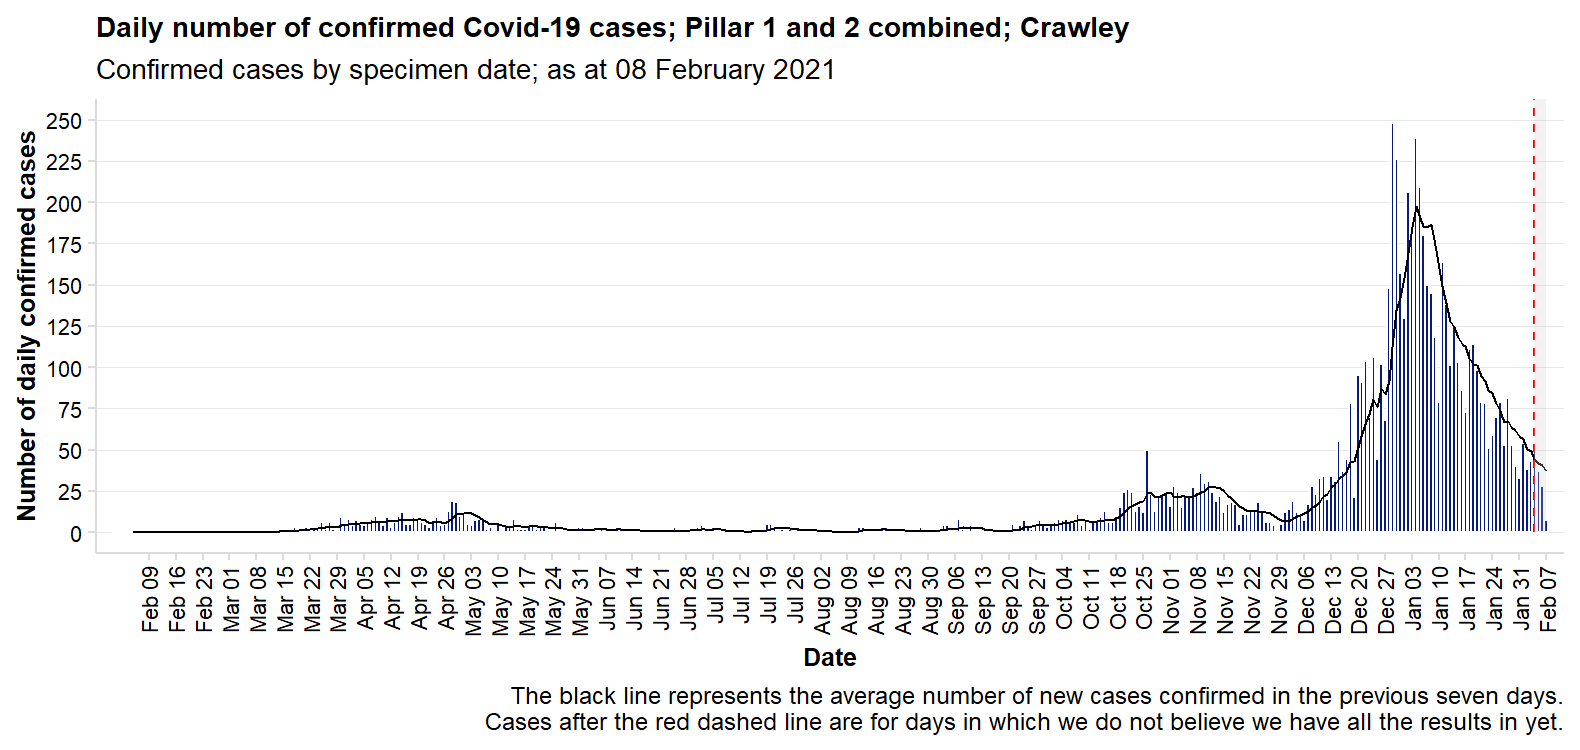 Daily number of confirmed Covid-19 cases; Pillar 1 and 2 combined; Crawley
Confirmed cases by specimen date; as at 08 February 2021
Number of daily confirmed cases
250
225
200
175
150
125
100
75
50
25
0
Feb 09
Feb 16
Feb 23
Mar 01
Mar 08
Mar 15
Mar 22
Mar 29
Apr 05
Apr 12
Apr 19
Apr 26
May 03
May 10
May 17
May 24
May 31
Jun 07
Jun 14
Jun 21
Jun 28
Jul 05
Jul 12
Jul 19
Jul 26
Aug 02
Aug 09
Aug 16
Aug 23
Aug 30
Sep 06
Sep 13
Sep 20
Sep 27
Oct 04
Oct 11
Oct 18
Oct 25
Nov 01
Nov 08
Nov 15
Nov 22
Nov 29
Dec 06
Dec 13
Dec 20
Dec 27
Jan 03
Jan 10
Jan 17
Jan 24
Jan 31
Feb 07
Date
The black line represents the average number of new cases confirmed in the previous seven days.
Cases after the red dashed line are for days in which we do not believe we have all the results in yet.